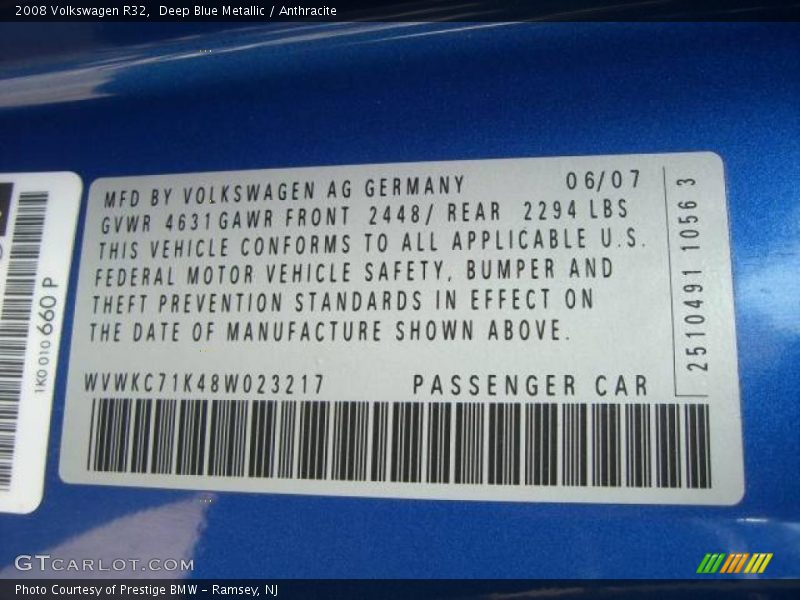 2008 Volkswagen R32, Deep Blue Metallic / Anthracite
MFD BY VOLKSWAGEN AG GERMANY 06/07
GVWR 4631GAWR FRONT 2448/ REAR 2294 LBS
THIS VEHICLE CONFORMS TO ALL APPLICABLE U.S.
FEDERAL MOTOR VEHICLE SAFETY, BUMPER AND
THEFT PREVENTION STANDARDS IN EFFECT ON
THE DATE OF MANUFACTURE SHOWN ABOVE.
WVWKC71K48W023217 PASSENGER CAR
2510491 1056 3
1K0 010 660 P
GTCARLOT.COM
Photo Courtesy of Prestige BMW - Ramsey, NJ